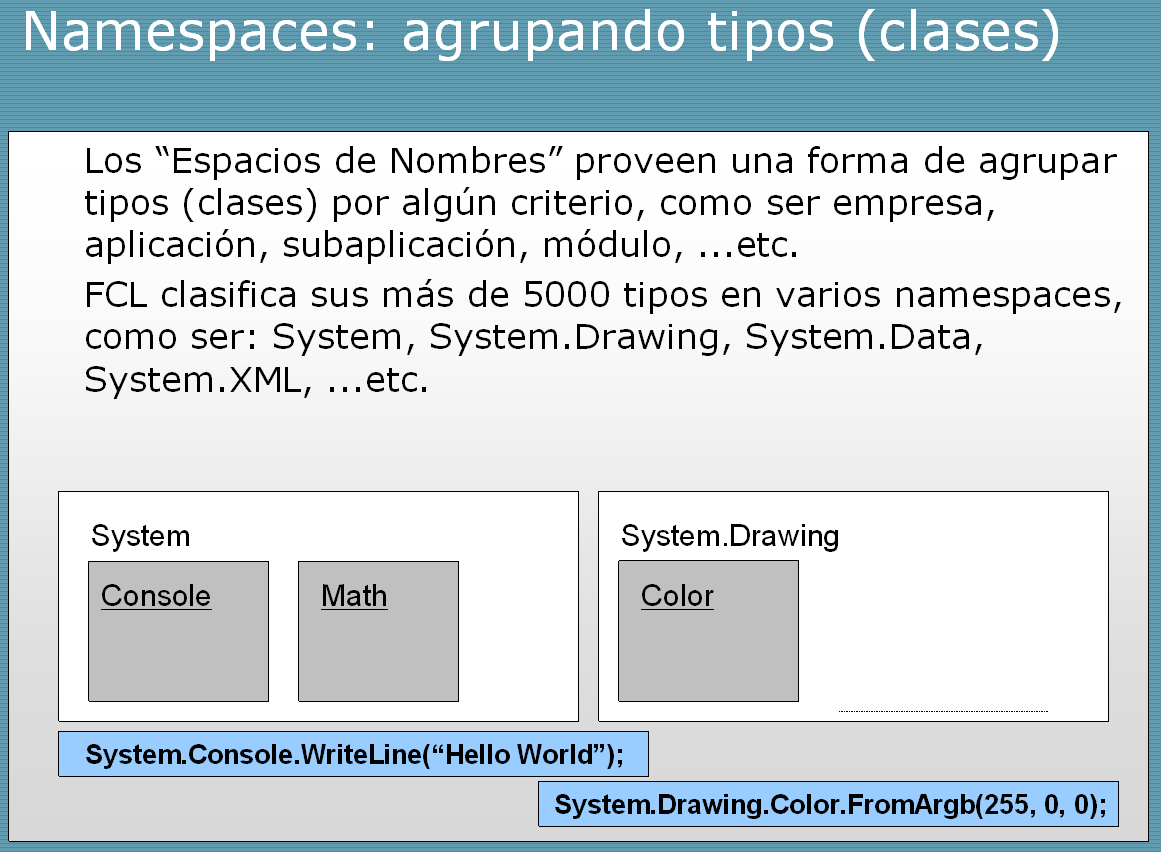 Namespaces: agrupando tipos (clases)
Los “Espacios de Nombres” proveen una forma de agrupar
tipos (clases) por algún criterio, como ser empresa,
aplicación, subaplicación, módulo, ...etc.
FCL clasifica sus más de 5000 tipos en varios namespaces,
como ser: System, System.Drawing, System.Data,
System.XML, ...etc.
System
Console
Math
System.Drawing
Color
System.Console.WriteLine(“Hello World”);
System.Drawing.Color.FromArgb(255, 0, 0);